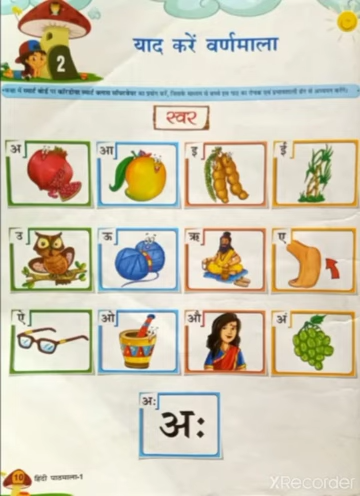 2
याद करें वर्णमाला
स्वर
अ आ इ ई
उ ऊ ऋ ए
ऐ ओ औ अं
अः
अः
10 हिंदी पाठमाला-1
XRecorder